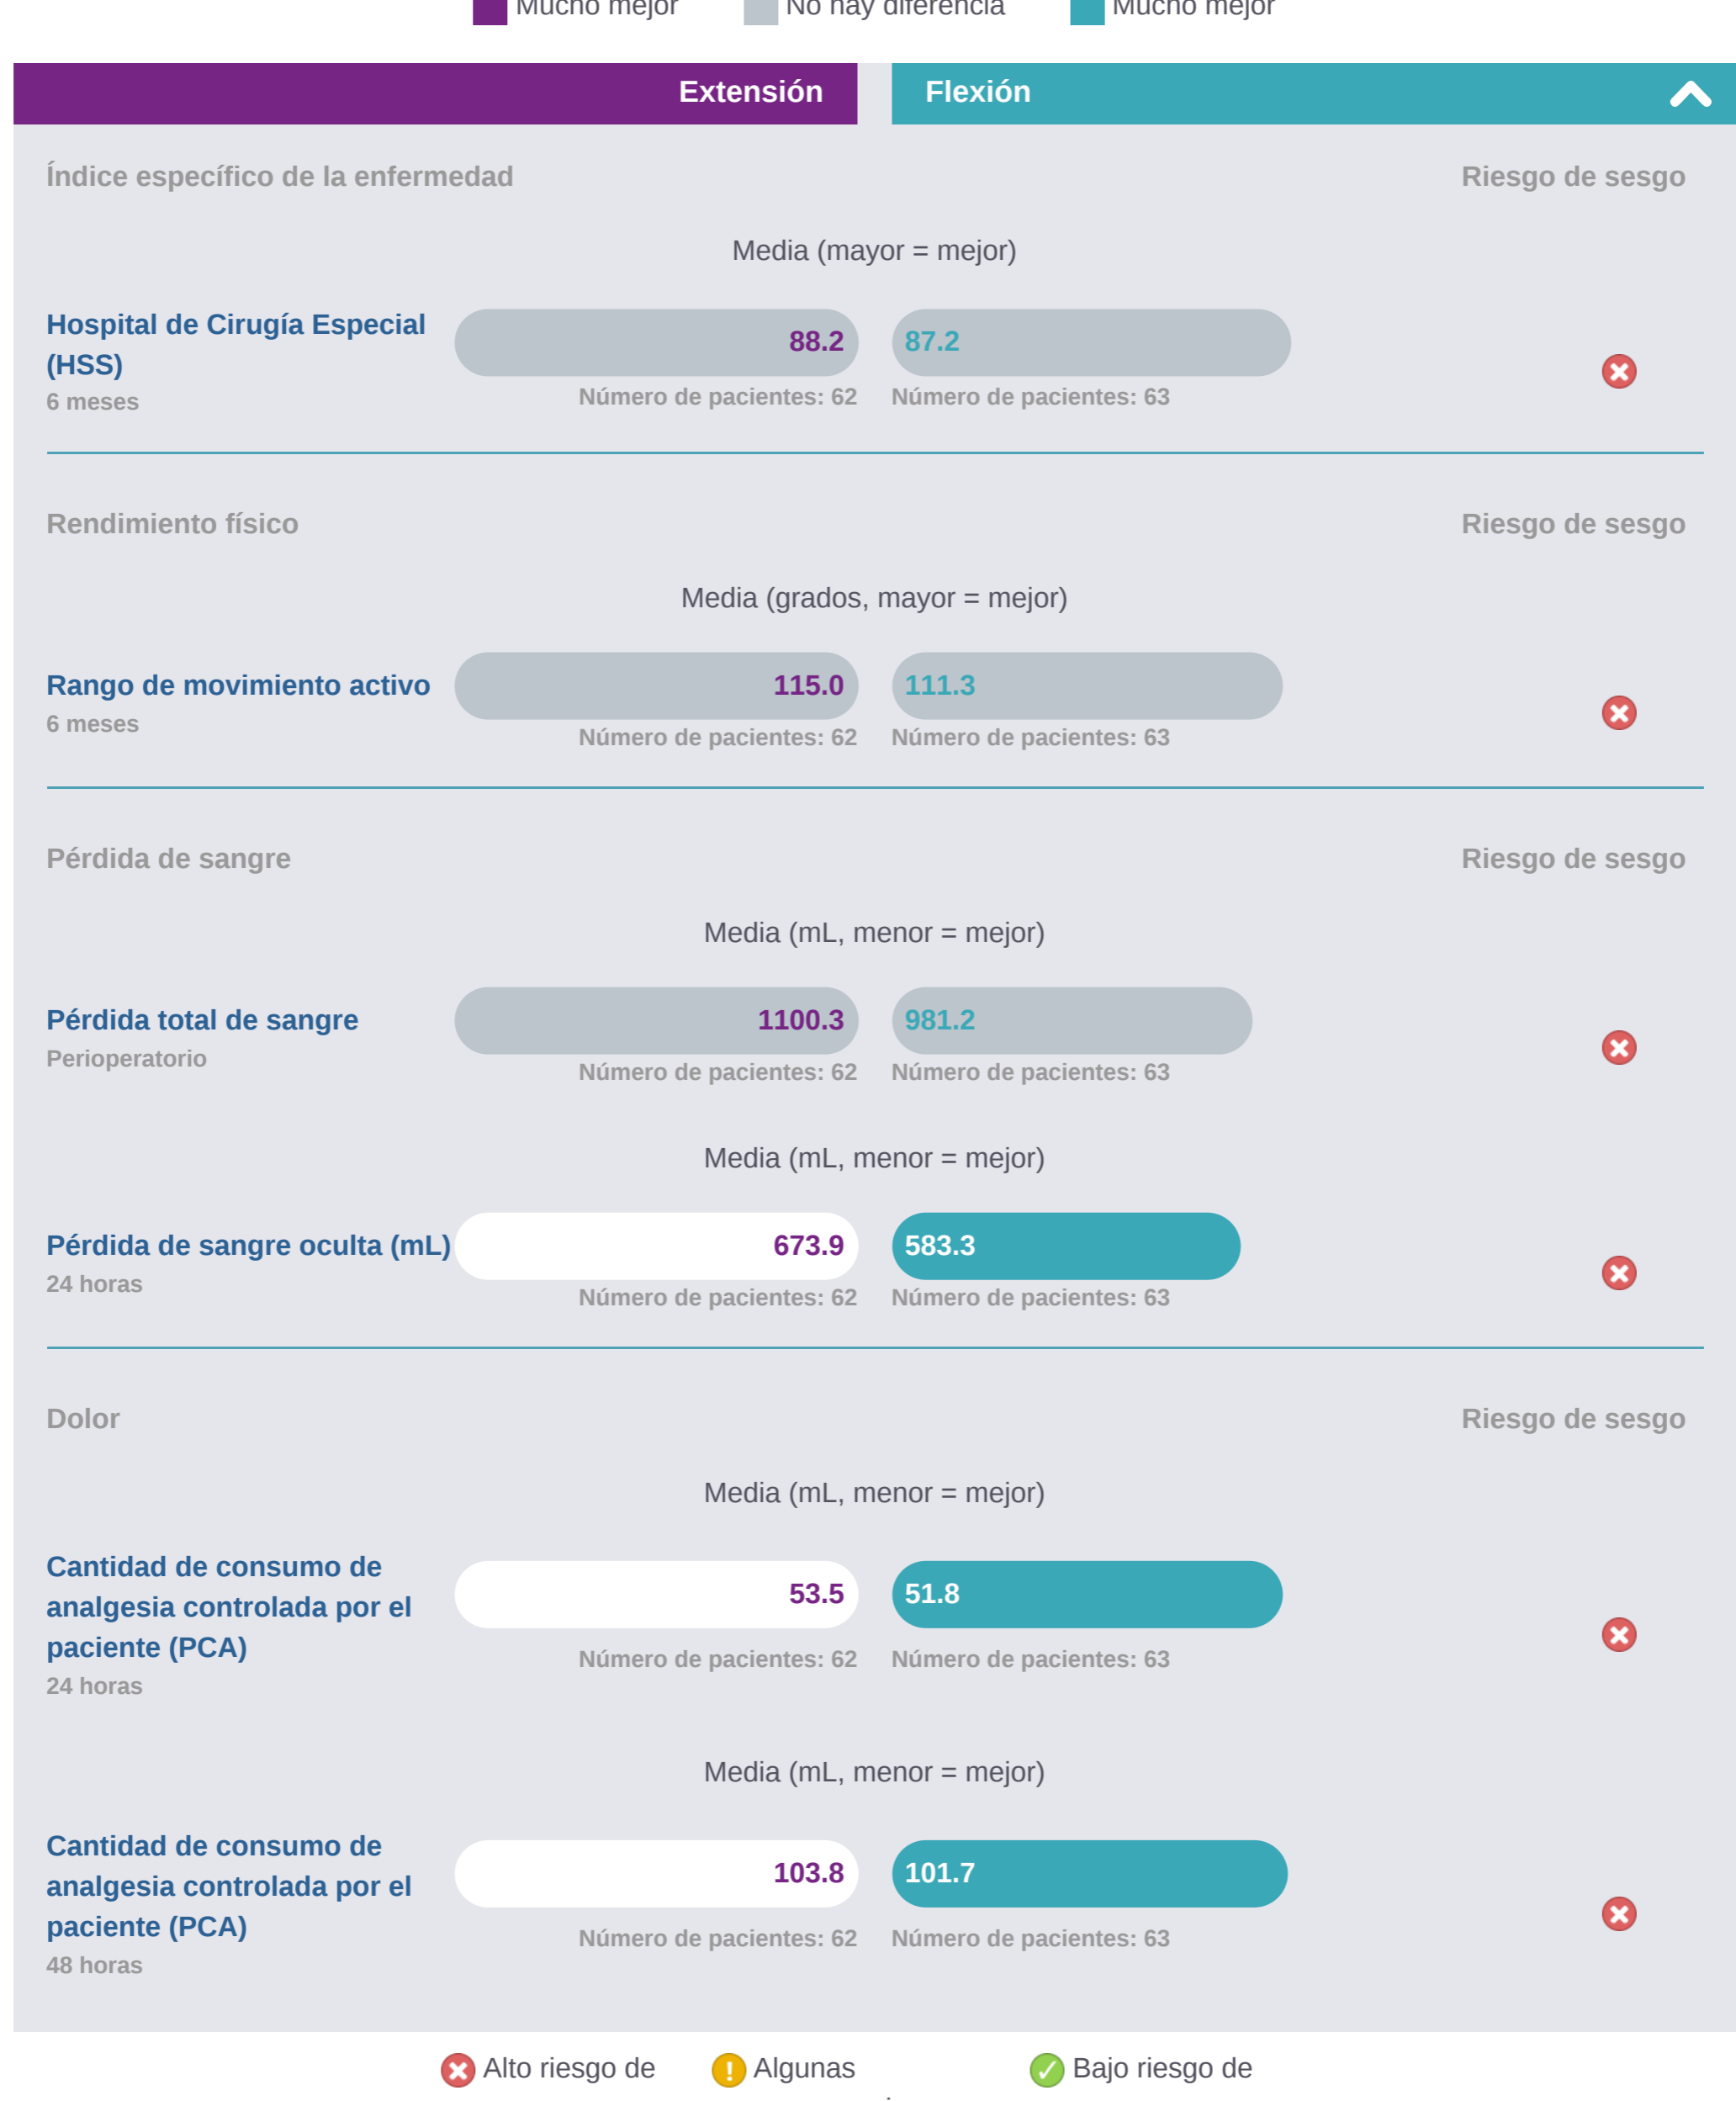 Mucho mejor No hay diferencia Mucho mejor
Extensión Flexión
Índice específico de la enfermedad Riesgo de sesgo
Media (mayor = mejor)
Hospital de Cirugía Especial
(HSS)
88.2 87.2
6 meses
Número de pacientes: 62 Número de pacientes: 63
Rendimiento físico Riesgo de sesgo
Media (grados, mayor = mejor)
Rango de movimiento activo 115.0 111.3
6 meses
Número de pacientes: 62 Número de pacientes: 63
Pérdida de sangre Riesgo de sesgo
Media (mL, menor = mejor)
Pérdida total de sangre 1100.3 981.2
Perioperatorio
Número de pacientes: 62 Número de pacientes: 63
Media (mL, menor = mejor)
Pérdida de sangre oculta (mL) 673.9 583.3
24 horas
Número de pacientes: 62 Número de pacientes: 63
Dolor Riesgo de sesgo
Media (mL, menor = mejor)
Cantidad de consumo de
analgesia controlada por el
paciente (PCA)
53.5 51.8
24 horas
Número de pacientes: 62 Número de pacientes: 63
Media (mL, menor = mejor)
Cantidad de consumo de
analgesia controlada por el
paciente (PCA)
103.8 101.7
48 horas
Número de pacientes: 62 Número de pacientes: 63
Alto riesgo de Algunas Bajo riesgo de